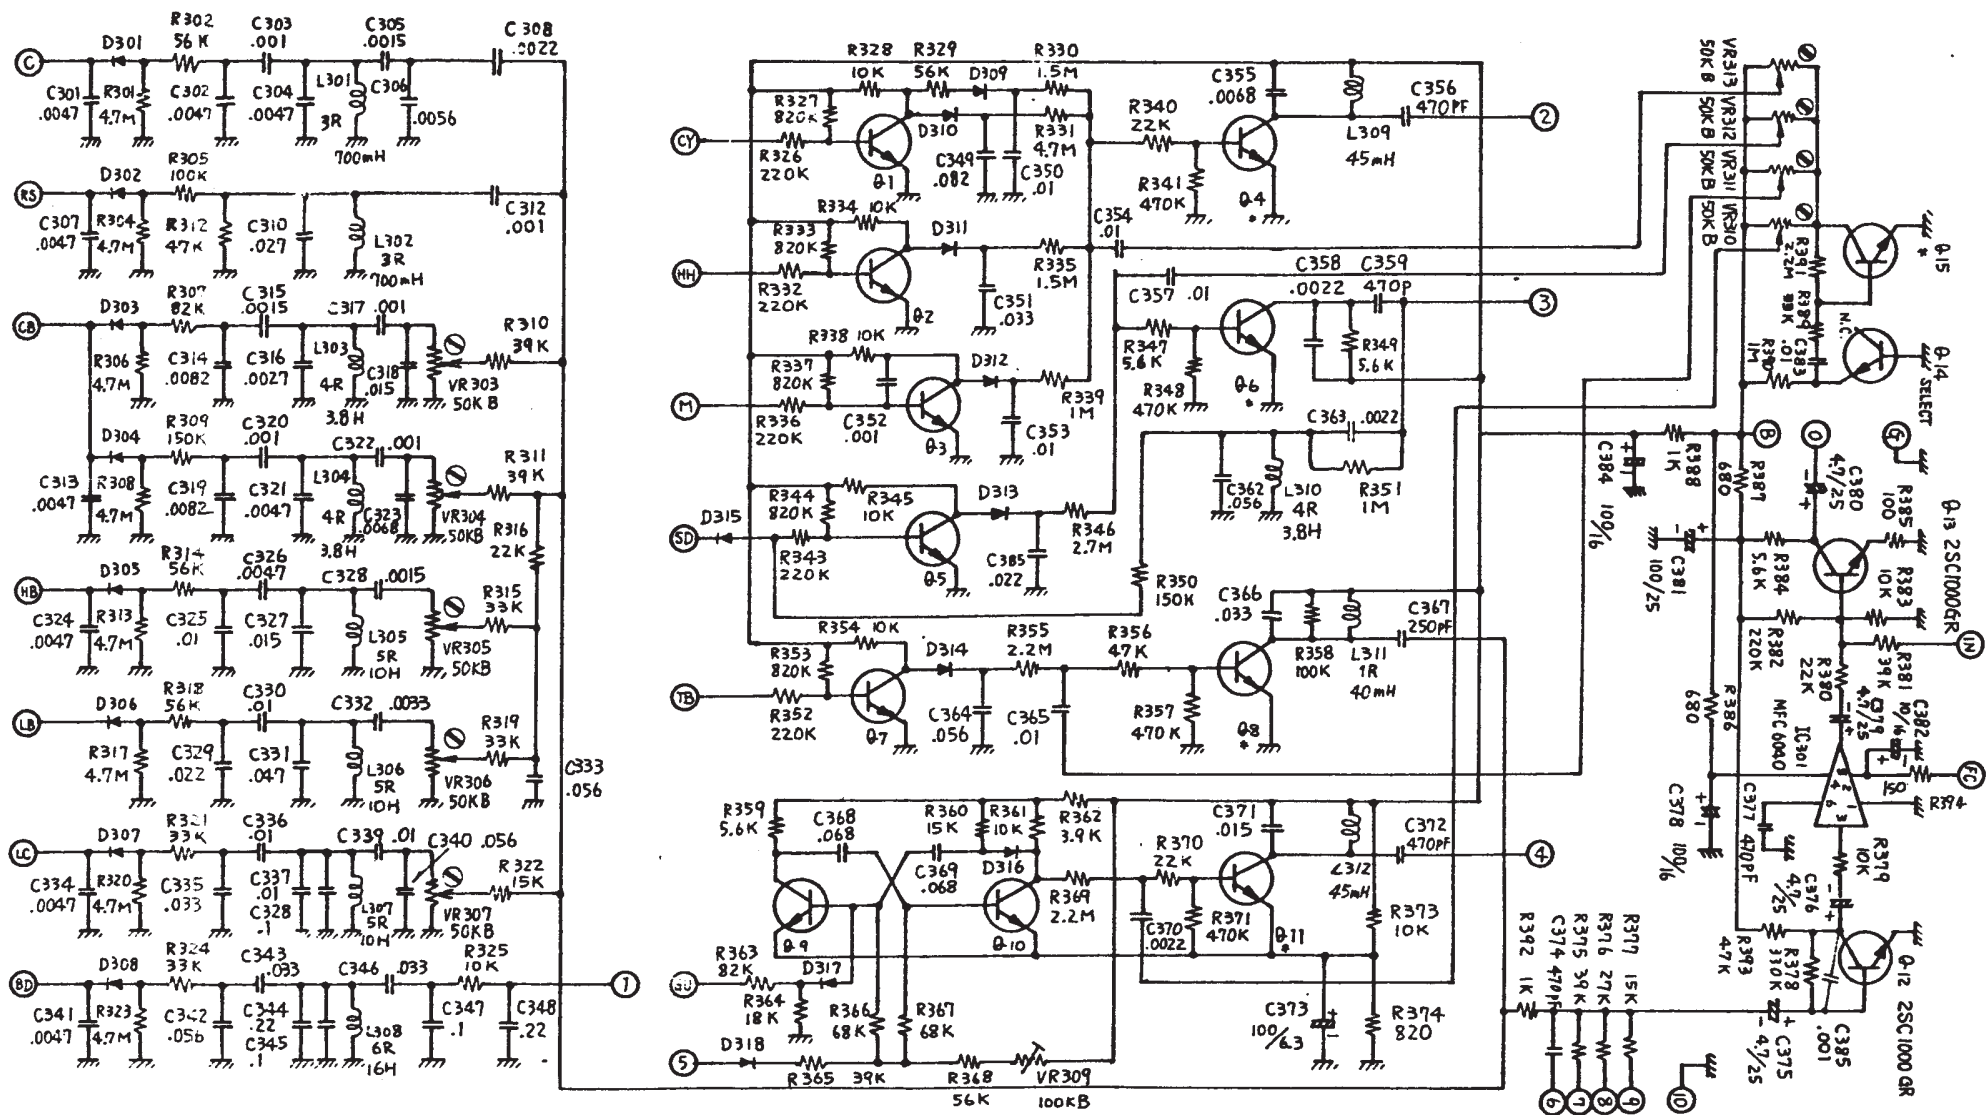 C
D301
R302
56K
C303
.001
C305
.0015
C308
.0022
C301
.0047
R301
4.7M
C302
.0047
C304
.0047
L301
3R
700mH
C306
.0056
RS
D302
R305
100K
C307
.0047
R304
4.7M
R312
47K
C310
.027
L302
3R
700mH
C312
.001
CB
D303
R307
82K
C315
.0015
C317 .001
R310
39K
R306
4.7M
C314
.0082
C316
.0027
L303
4R
3.8H
C318
.015
VR303
50KB
D304
R309
150K
C320
.001
C322 .001
R311
39K
C313
.0047
R308
4.7M
C319
.0082
C321
.0047
L304
4R
3.8H
C323
.0068
VR304
50KB
R316
22K
HB
D305
R314
56K
C326
.0047
C328 .0015
R315
33K
C324
.0047
R313
4.7M
C325
.01
C327
.015
L305
5R
10H
VR305
50KB
LB
D306
R318
56K
C330
.01
C332 .0033
R319
33K
R317
4.7M
C329
.022
C331
.047
L306
5R
10H
VR306
50KB
C333
.056
LC
D307
R321
33K
C336
.01
C339 .01
C340 .056
R322
15K
C334
.0047
R320
4.7M
C335
.033
C337
.01
C328
.1
L307
5R
10H
VR307
50KB
BD
D308
R324
33K
C343
.033
C346 .033
R325
10K
1
C341
.0047
R323
4.7M
C342
.056
C344
.22
C345
.1
L308
6R
16H
C347
.1
C348
.22
CY
R328
10K
R329
56K
D309
R330
1.5M
R327
820K
D310
R331
4.7M
R326
220K
Q1
C349
.082
C350
.01
R340
22K
R341
470K
C355
.0068
Q4
*
L309
45mH
C356
470PF
2
HH
R334 10K
R333
820K
D311
R335
1.5M
C354
.01
R332
220K
Q2
C351
.033
C357 .01
C358
.0022
C359
470P
3
M
R338 10K
R337
820K
D312
R339
1M
R336
220K
C352
.001
Q3
C353
.01
R347
5.6K
R348
470K
Q6
*
R349
5.6K
C363 .0022
C362
.056
L310
4R
3.8H
R351
1M
SD
D315
R344
820K
R345
10K
D313
R346
2.7M
R343
220K
Q5
C385
.022
R350
150K
TB
R354 10K
R353
820K
D314
R355
2.2M
R356
47K
R352
220K
Q7
C364
.056
C365
.01
R357
470K
C366
.033
Q8
*
R358
100K
L311
1R
40mH
C367
250PF
R359
5.6K
C368
.068
R360
15K
R361
10K
R362
3.9K
C369
.068
D316
R369
2.2M
R370
22K
C371
.015
L312
45mH
C372
470PF
4
Q9
Q10
C370
.0022
R371
470K
Q11
*
R373
10K
R363
82K
D317
R364
18K
R366
68K
R367
68K
C373
100/6.3
R374
820
5
D318
R365 39K
R368
56K
VR309
100KB
VR313
50KB
VR312
50KB
VR311
50KB
VR310
50KB
R391
2.2M
Q15
*
R389
C383
.01
R390
1M
N.C.
Q14
SELECT
B
O
G
C384 100/16
R388
1K
R387
680
C380
4.7/25
R385
100
Q13 2SC1000GR
C381
100/25
R384
5.6K
R383
10K
R382
220K
R381
39K
IN
R380
22K
R386
680
C379
4.7/25
C382
10/16
IC301
MFC6040
FC
150
R394
C378 100/16
C377 470PF
R379
10K
C376
4.7/25
R393
47K
R378
310K
Q12 2SC1000GR
C385
.001
C375
4.7/25
R392 1K
C374 470PF
R375 39K
R376 27K
R377 15K
6
7
8
9
10